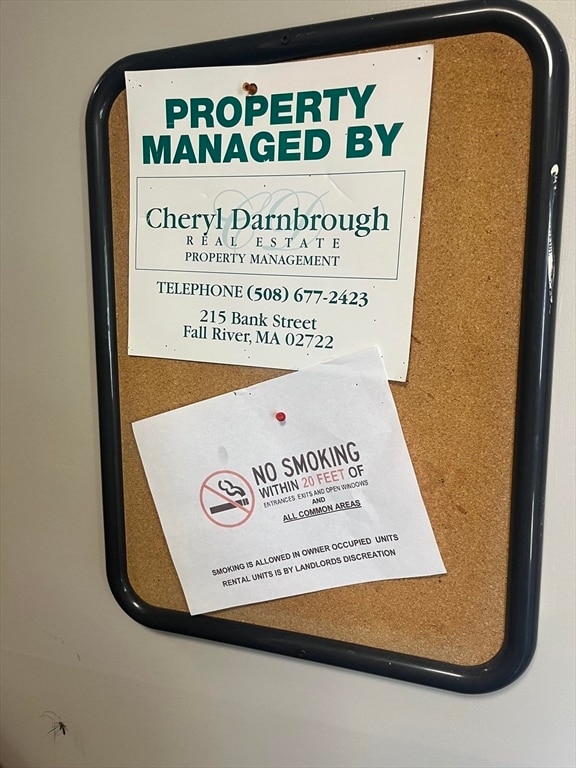 PROPERTY
MANAGED BY
Cheryl Darnbrough
REAL ESTATE
PROPERTY MANAGEMENT
TELEPHONE (508) 677-2423
215 Bank Street
Fall River, MA 02722
NO SMOKING
WITHIN 20 FEET OF
ENTRANCES, EXITS AND OPEN WINDOWS
AND
ALL COMMON AREAS
SMOKING IS ALLOWED IN OWNER OCCUPIED UNITS
RENTAL UNITS IS BY LANDLORDS DISCREATION